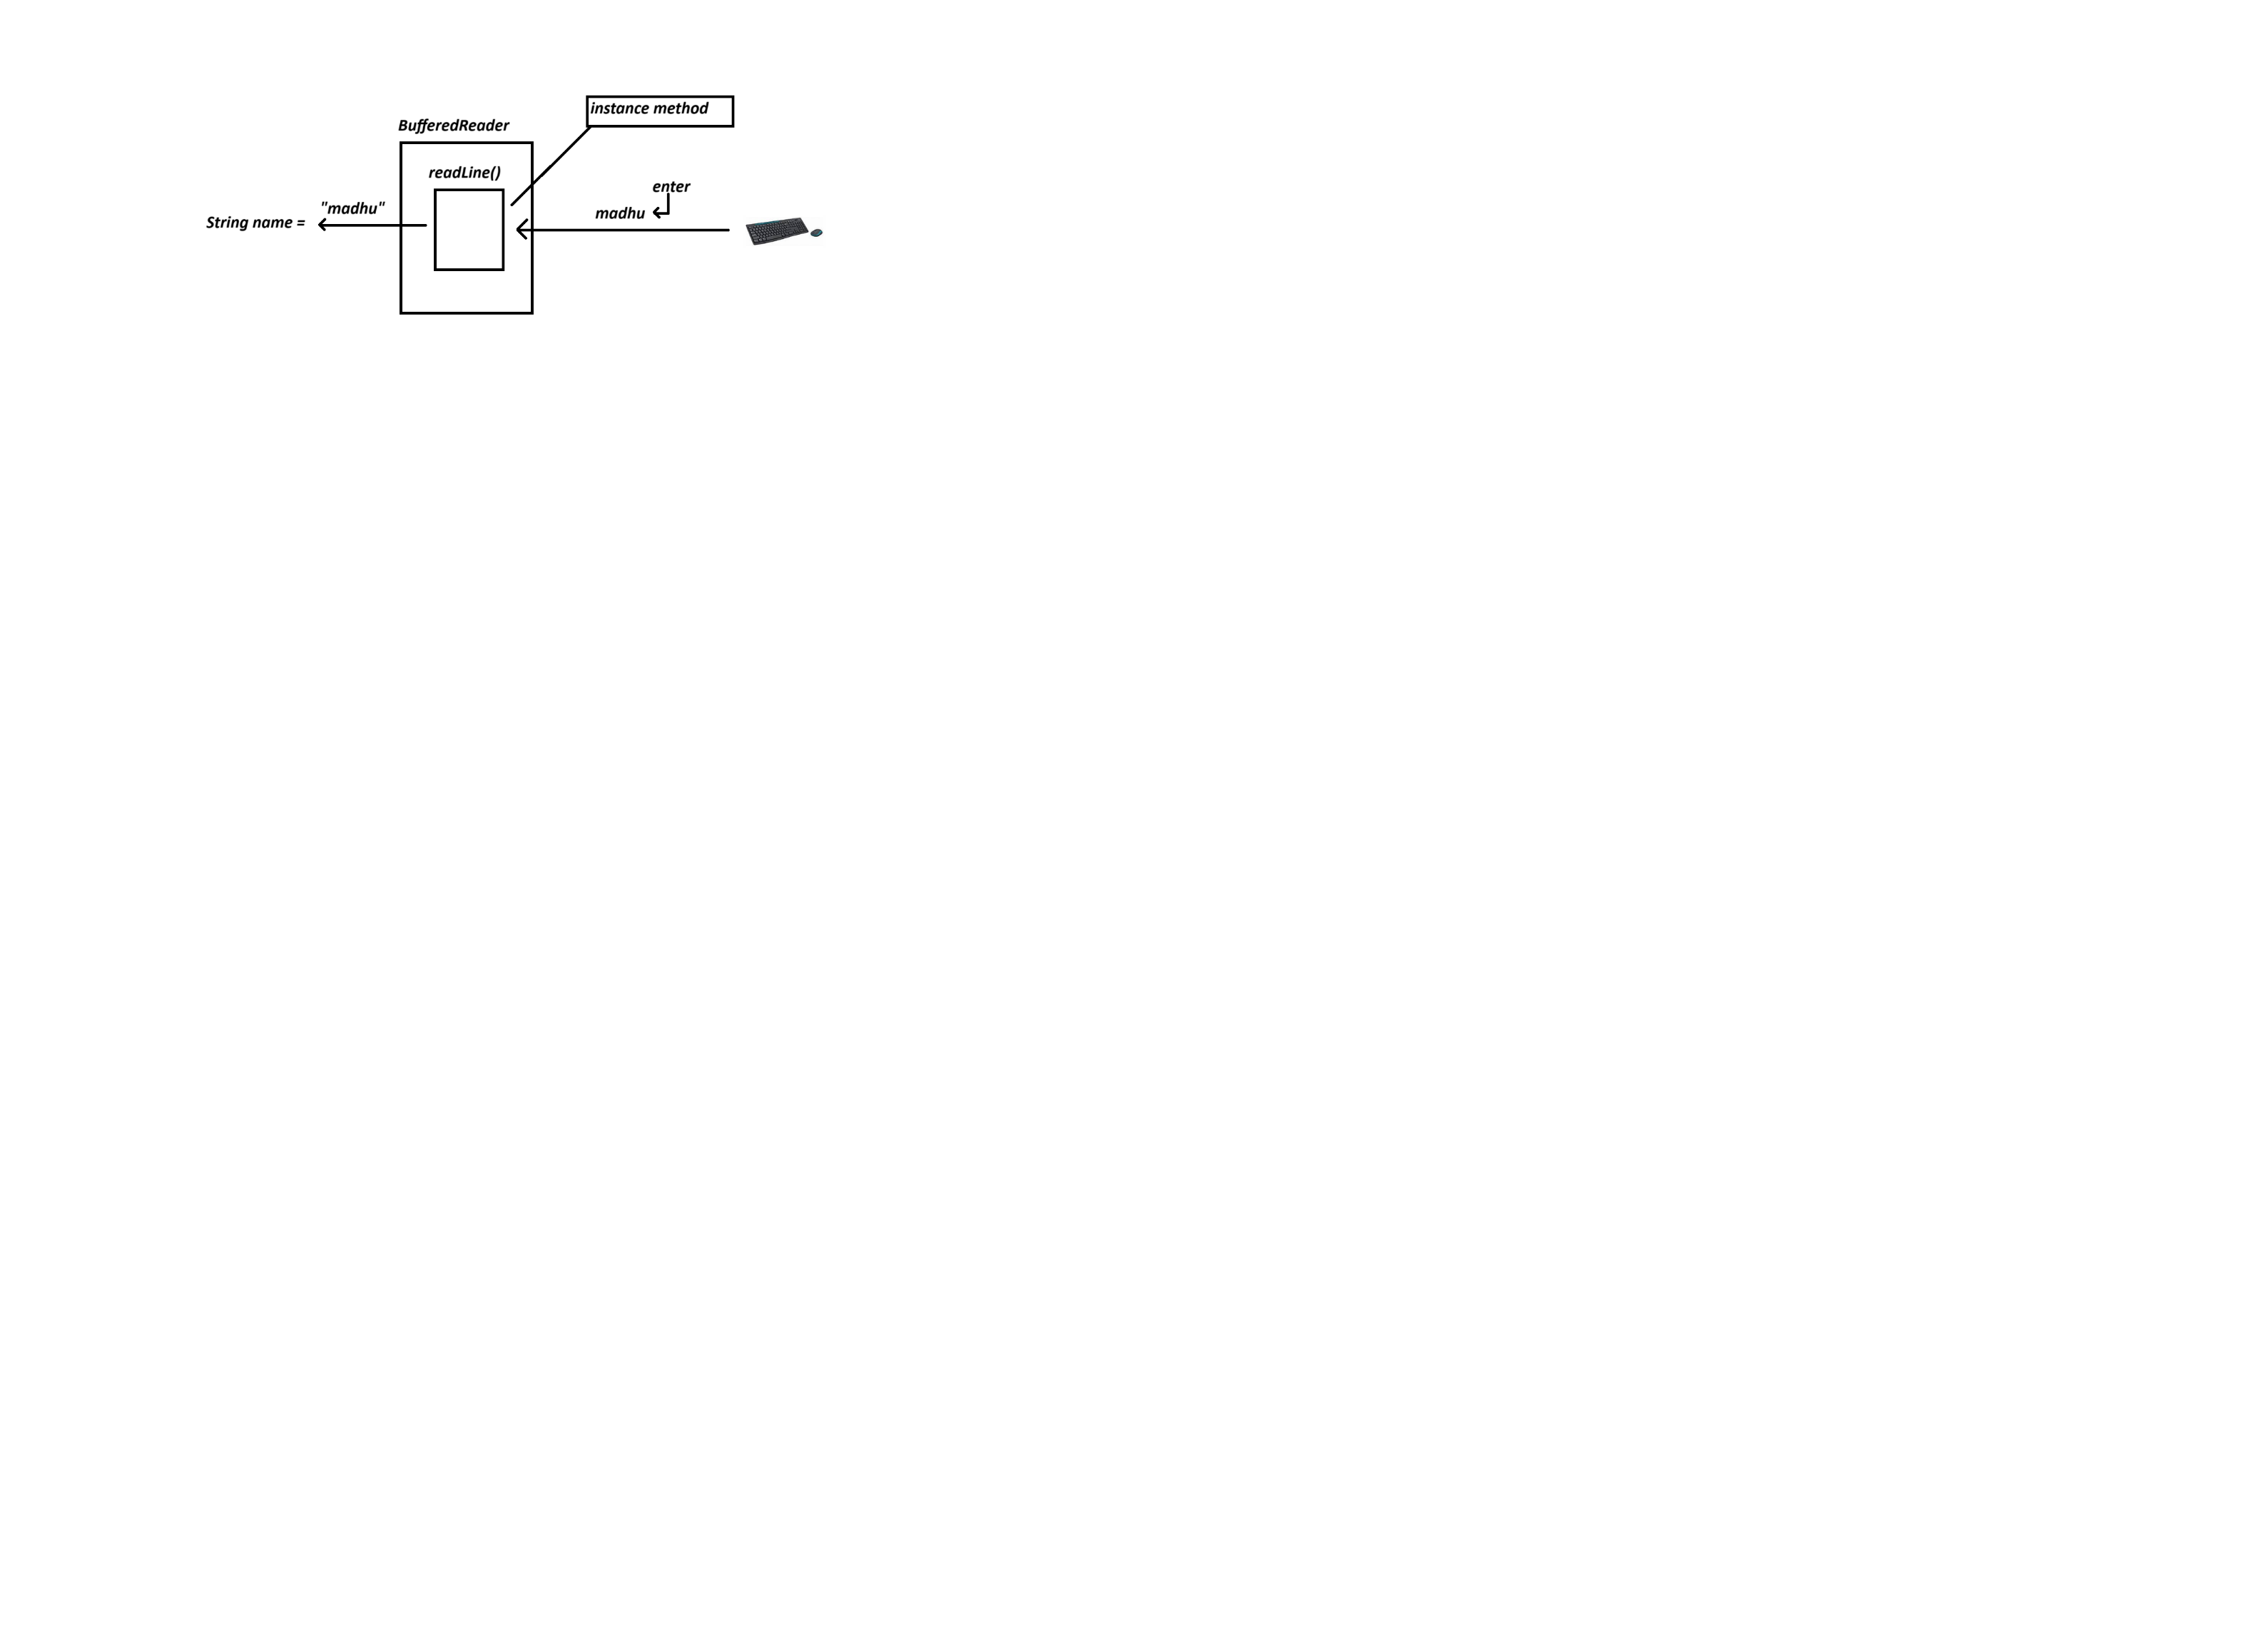 instance method
BufferedReader
readLine()
enter
"madhu"
madhu
String name =